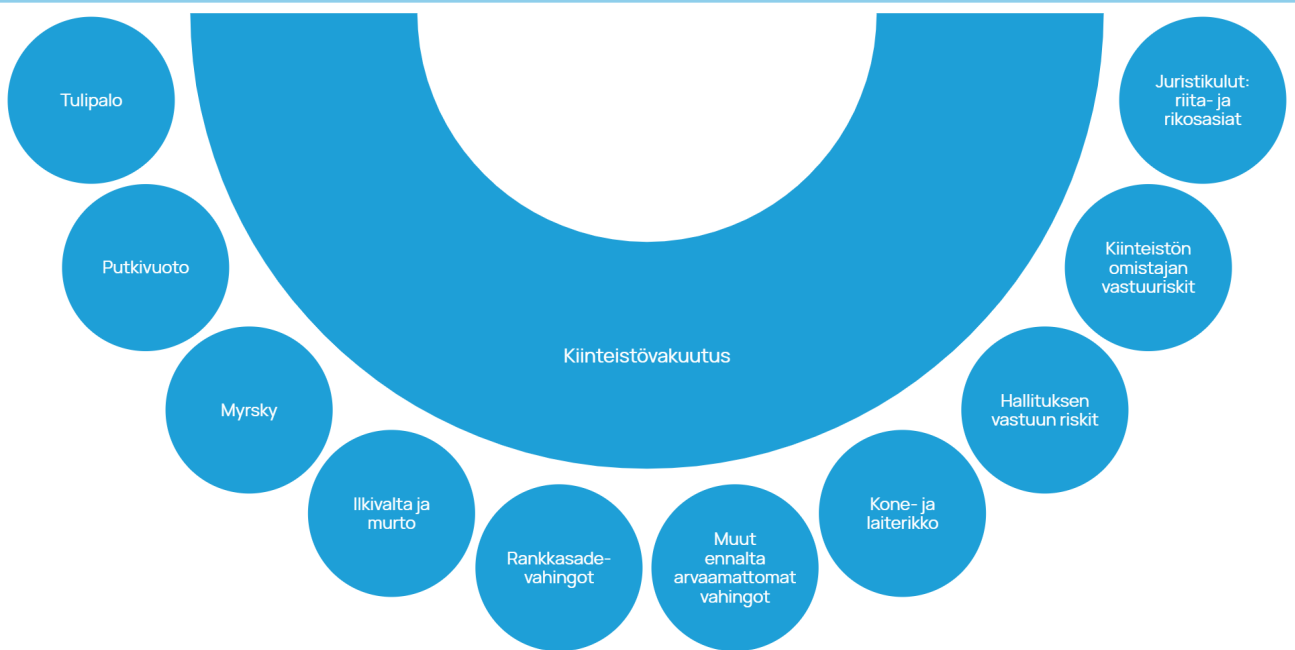 Tulipalo
Putkivuoto
Myrsky
Ilkivalta ja
murto
Rankkasade-
vahingot
Muut
ennalta
arvaamattomat
vahingot
Kone- ja
laiterikko
Hallituksen
vastuun riskit
Kiinteistön
omistajan
vastuuriskit
Juristikulut:
riita- ja
rikosasiat
Kiinteistövakuutus